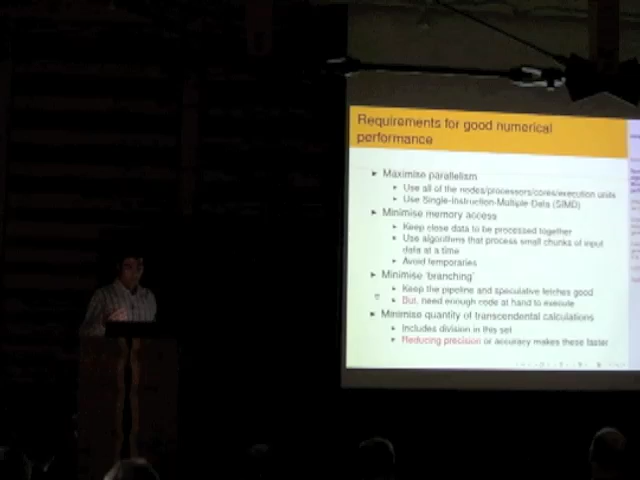 Requirements for good numerical
performance
Maximise parallelism
Use all of the nodes/processors/cores/execution units
Use Single-Instruction-Multiple-Data (SIMD)
Minimise memory access
Keep close data to be processed together
Use algorithms that process small chunks of input
data at a time
Avoid temporaries
Minimise 'branching'
Keep the pipeline and speculative fetches good
But, need enough code at hand to execute
Minimise quantity of transcendental calculations
Includes division in this set
Reducing precision or accuracy makes these faster